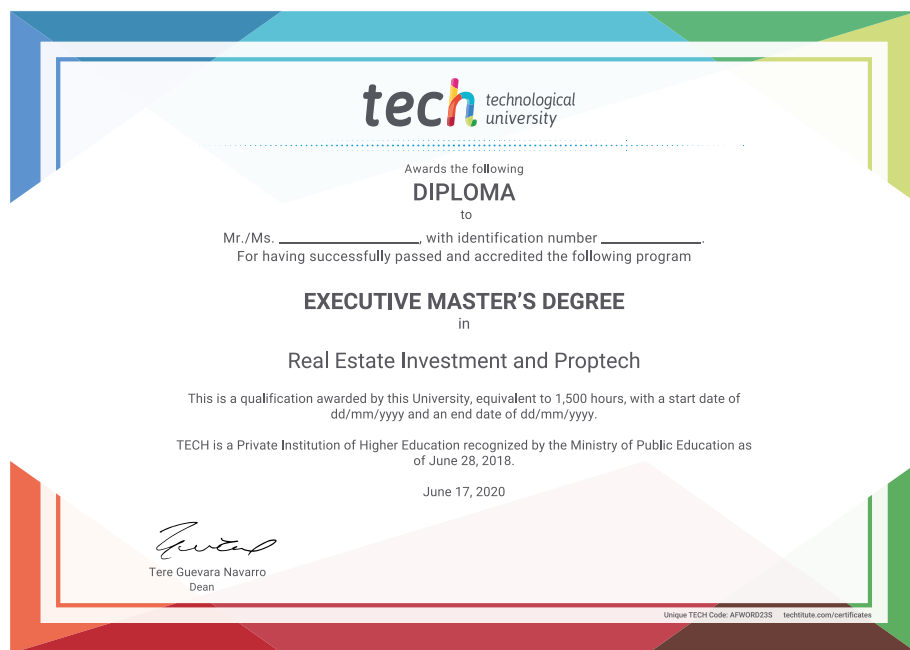 tech technological
university
Awards the following
DIPLOMA
to
Mr./Ms. ____________________, with identification number ______________.
For having successfully passed and accredited the following program
EXECUTIVE MASTER'S DEGREE
in
Real Estate Investment and Proptech
This is a qualification awarded by this University, equivalent to 1,500 hours, with a start date of
dd/mm/yyyy and an end date of dd/mm/yyyy.
TECH is a Private Institution of Higher Education recognized by the Ministry of Public Education as
of June 28, 2018.
June 17, 2020
Tere Guevara Navarro
Dean
Unique TECH Code: AFWORD23S techtitute.com/certificates